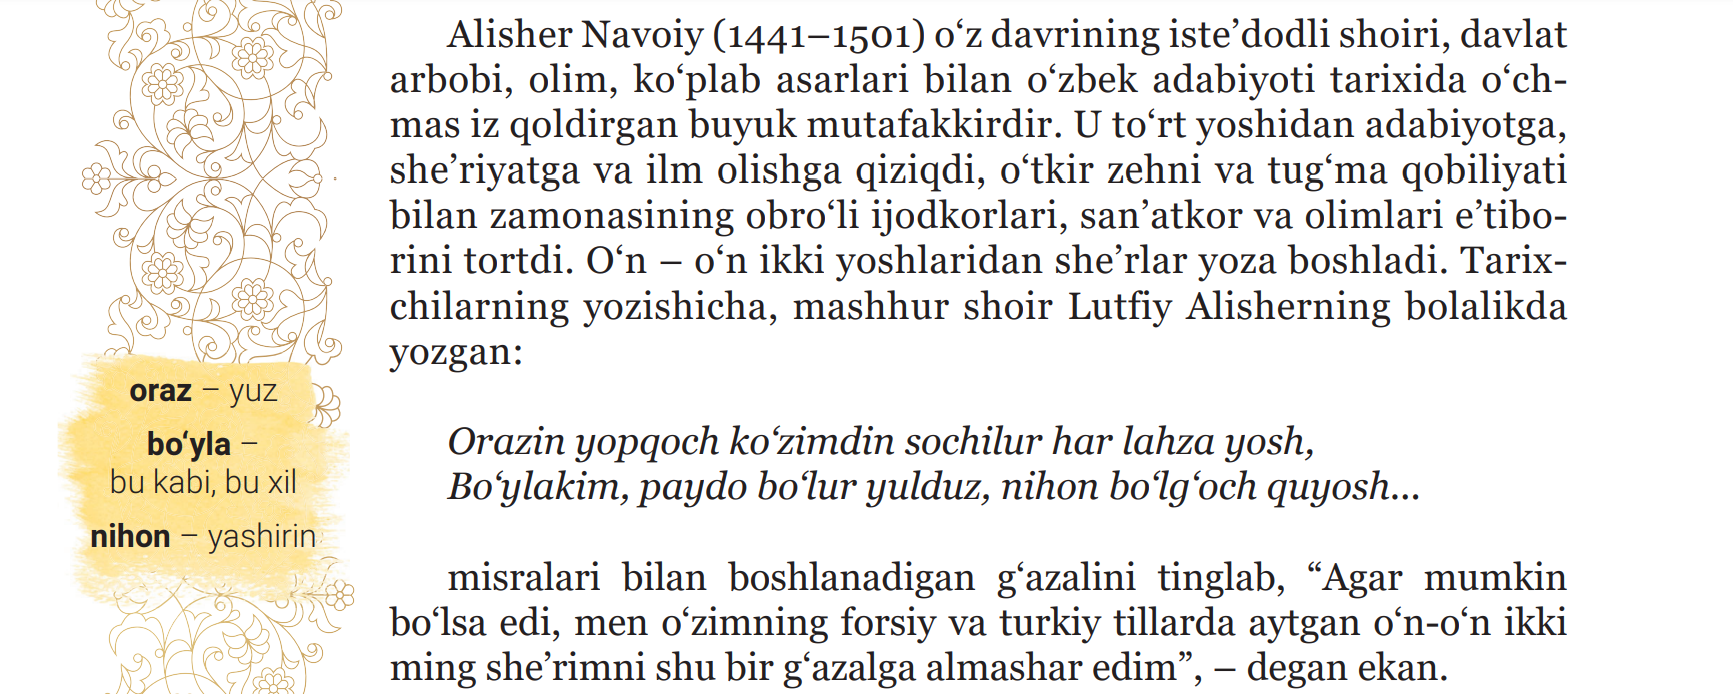 Alisher Navoiy (1441–1501) o‘z davrining iste’dodli shoiri, davlat
arbobi, olim, ko‘plab asarlari bilan o‘zbek adabiyoti tarixida o‘ch-
mas iz qoldirgan buyuk mutafakkirdir. U to‘rt yoshidan adabiyotga,
she’riyatga va ilm olishga qiziqdi, o‘tkir zehni va tug‘ma qobiliyati
bilan zamonasining obro‘li ijodkorlari, san’atkor va olimlari e’tibo-
rini tortdi. O‘n – o‘n ikki yoshlaridan she’rlar yoza boshladi. Tarix-
chilarning yozishicha, mashhur shoir Lutfiy Alisherning bolalikda
yozgan:
oraz – yuz
bo‘yla –
bu kabi, bu xil
nihon – yashirin
Orazin yopqoch ko‘zimdin sochilur har lahza yosh,
Bo‘ylakim, paydo bo‘lur yulduz, nihon bo‘lg‘och quyosh...
misralari bilan boshlanadigan g‘azalini tinglab, “Agar mumkin
bo‘lsa edi, men o‘zimning forsiy va turkiy tillarda aytgan o‘n-o‘n ikki
ming she’rimni shu bir g‘azalga almashar edim”, – degan ekan.